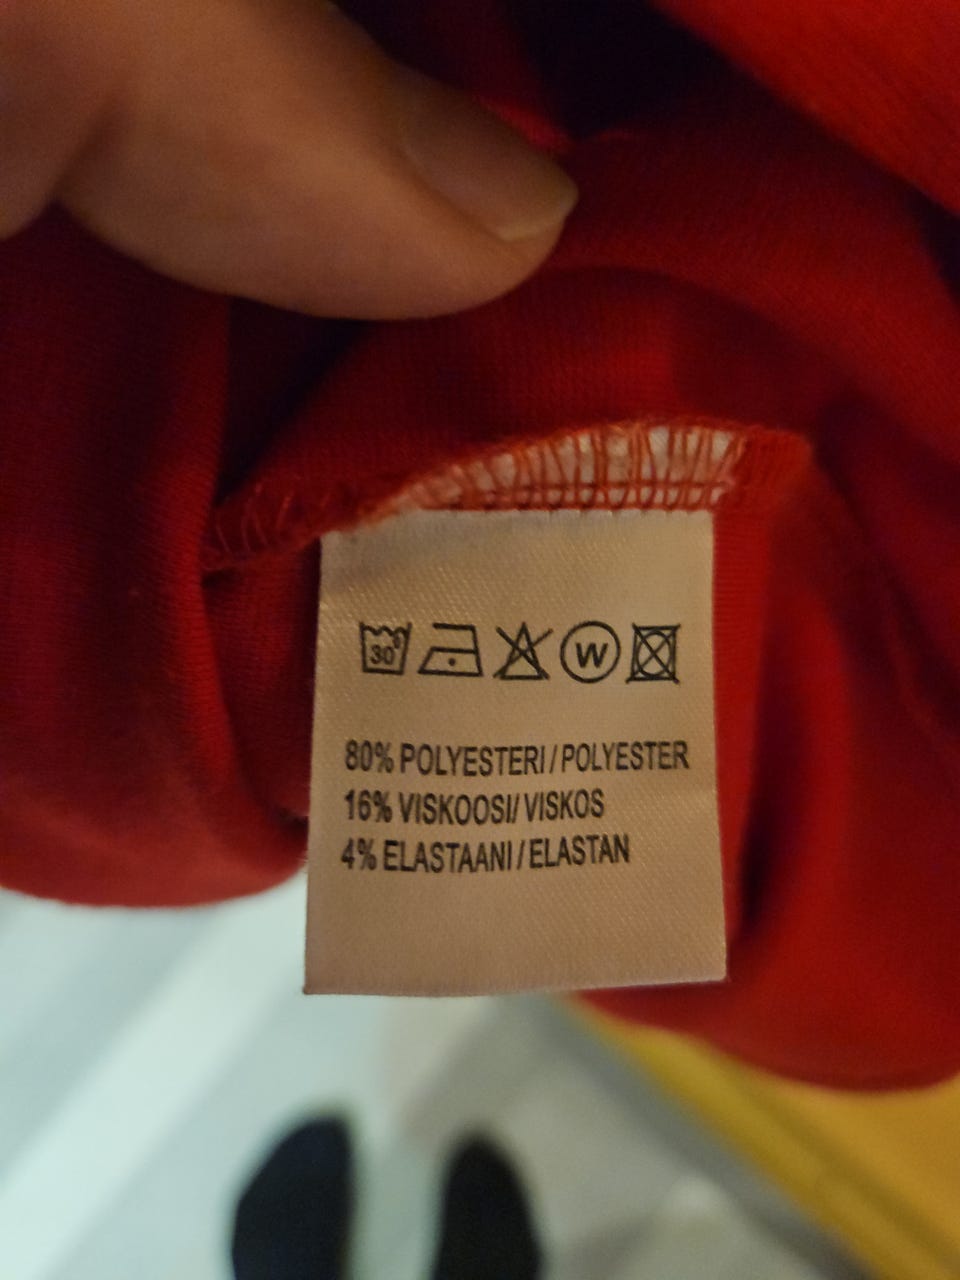 30° W
80% POLYESTERI / POLYESTER
16% VISKOOSI/ VISKOS
4% ELASTAANI / ELASTAN